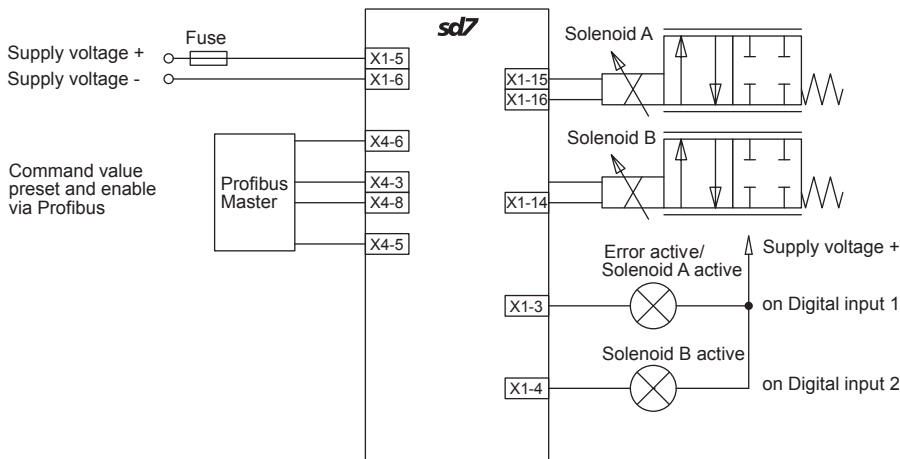 sd7
Fuse
Supply voltage +
Supply voltage -
X1-5
X1-6
Command value
preset and enable
via Profibus
Profibus
Master
X4-6
X4-3
X4-8
X4-5
Solenoid A
X1-15
X1-16
Solenoid B
X1-14
Error active/
Solenoid A active
Supply voltage +
X1-3
on Digital input 1
Solenoid B active
X1-4
on Digital input 2